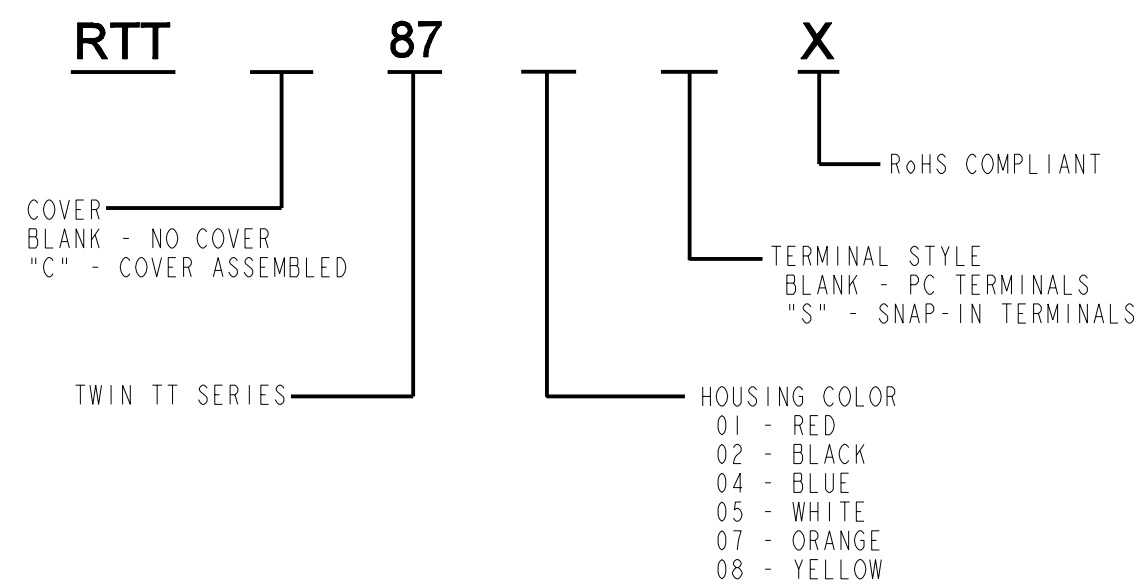 RTT 87 X
RoHS COMPLIANT
COVER
BLANK - NO COVER
"C" - COVER ASSEMBLED
TERMINAL STYLE
BLANK - PC TERMINALS
"S" - SNAP-IN TERMINALS
TWIN TT SERIES
HOUSING COLOR
01 - RED
02 - BLACK
04 - BLUE
05 - WHITE
07 - ORANGE
08 - YELLOW